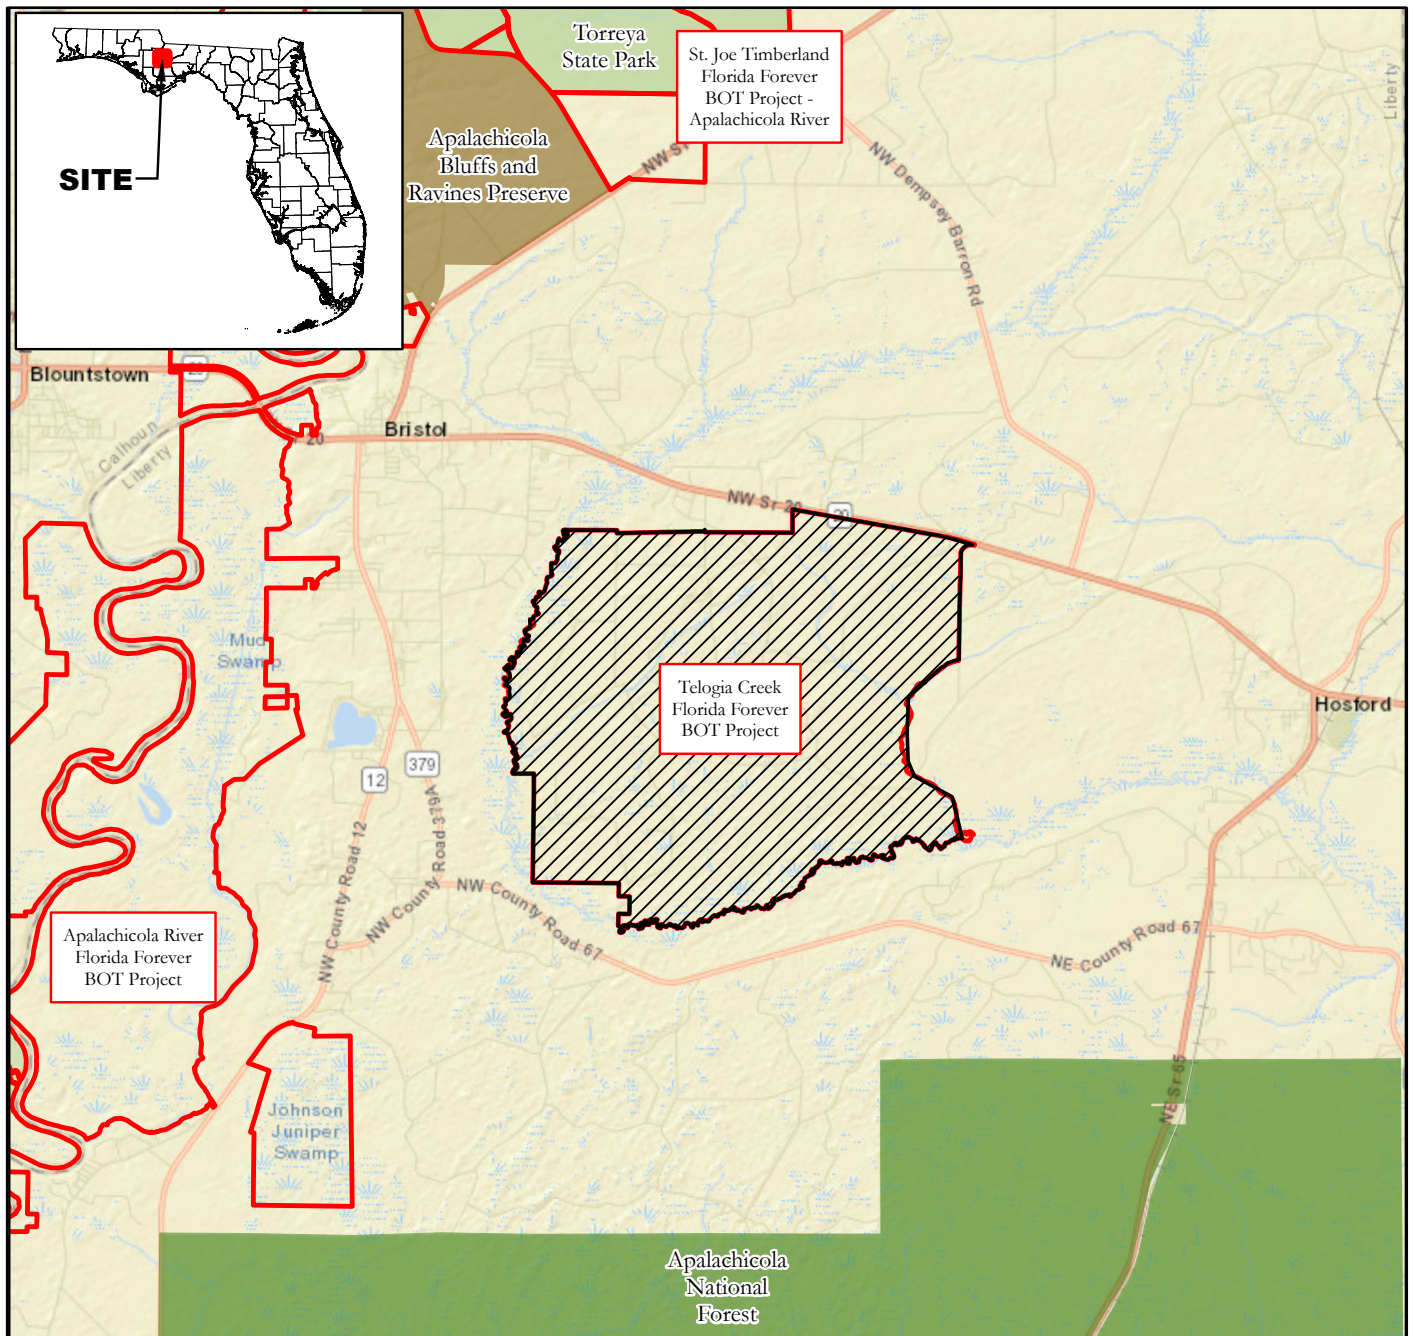 SITE
Torreya
State Park
St. Joe Timberland
Florida Forever
BOT Project -
Apalachicola River
Liberty
Apalachicola
Bluffs and
Ravines Preserve
NW Sr
NW Dempsey Barron Rd
Blountstown
Bristol
Calhoun
Liberty
20
NW Sr 20
20
Mud
Swamp
Telogia Creek
Florida Forever
BOT Project
Hosford
379
12
NW County Road 12
NW County Road 379A
NW County Road 67
NE County Road 67
Apalachicola River
Florida Forever
BOT Project
Johnson
Juniper
Swamp
NE Sr 65
Apalachicola
National
Forest